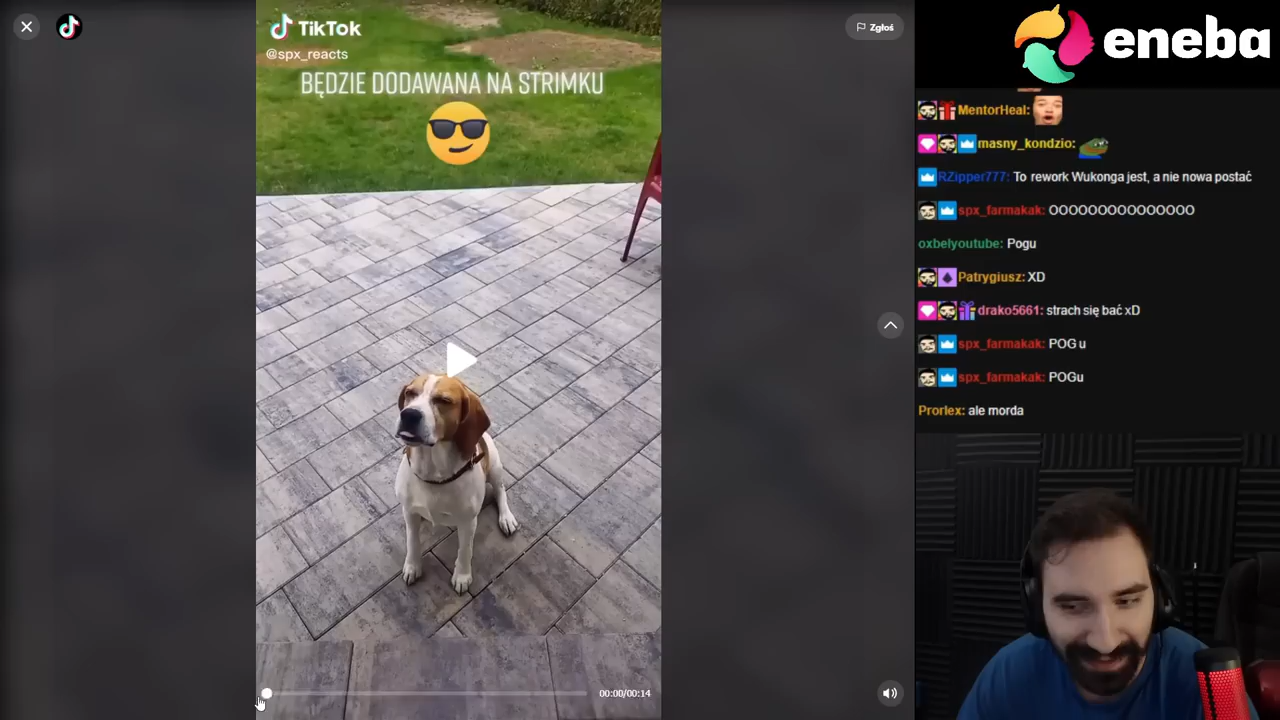 TikTok
@spx_reacts
BĘDZIE DODAWANA NA STRIMKU
Zgłoś
00:00/00:14
eneba
MentorHeal:
masny_kondzio:
RZipper777: To rework Wukonga jest, a nie nowa postać
spx_farmakak: OOOOOOOOOOOOOOO
oxbelyoutube: Pogu
Patrygiusz: XD
drako5661: strach się bać xD
spx_farmakak: POG u
spx_farmakak: POGu
Prorlex: ale morda